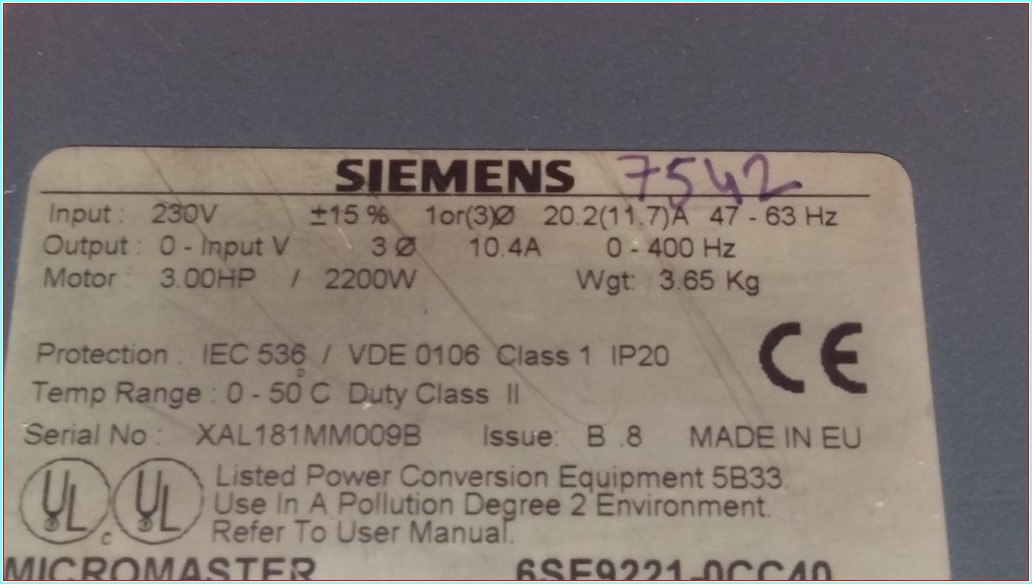 SIEMENS 7542
Input : 230V ±15 % 1or(3)Ø 20.2(11.7)A 47 - 63 Hz
Output : 0 - Input V 3 Ø 10.4A 0 - 400 Hz
Motor : 3.00HP / 2200W Wgt: 3.65 Kg
Protection : IEC 536 / VDE 0106 Class 1 IP20
CE
Temp Range : 0 - 50°C Duty Class II
Serial No : XAL181MM009B Issue: B .8 MADE IN EU
UL c UL Listed Power Conversion Equipment 5B33.
Use In A Pollution Degree 2 Environment.
Refer To User Manual.
MICROMASTER 6SE9221-0CC40